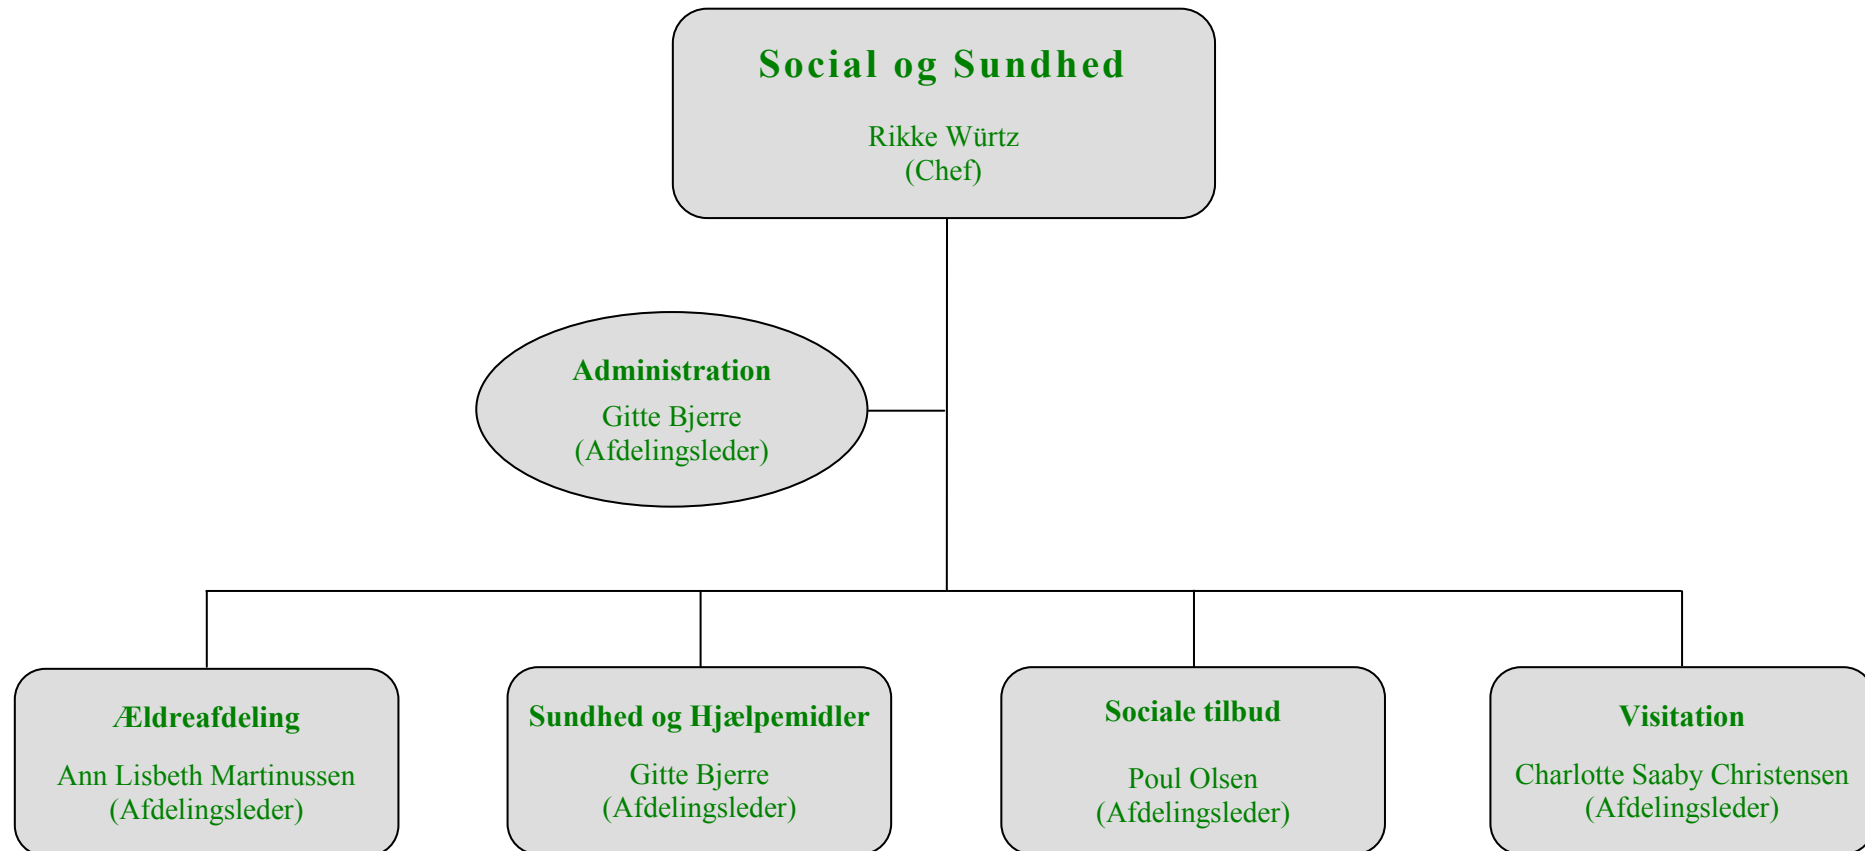 Social og Sundhed
Rikke Würtz
(Chef)
Administration
Gitte Bjerre
(Afdelingsleder)
Ældreafdeling
Ann Lisbeth Martinussen
(Afdelingsleder)
Sundhed og Hjælpemidler
Gitte Bjerre
(Afdelingsleder)
Sociale tilbud
Poul Olsen
(Afdelingsleder)
Visitation
Charlotte Saaby Christensen
(Afdelingsleder)